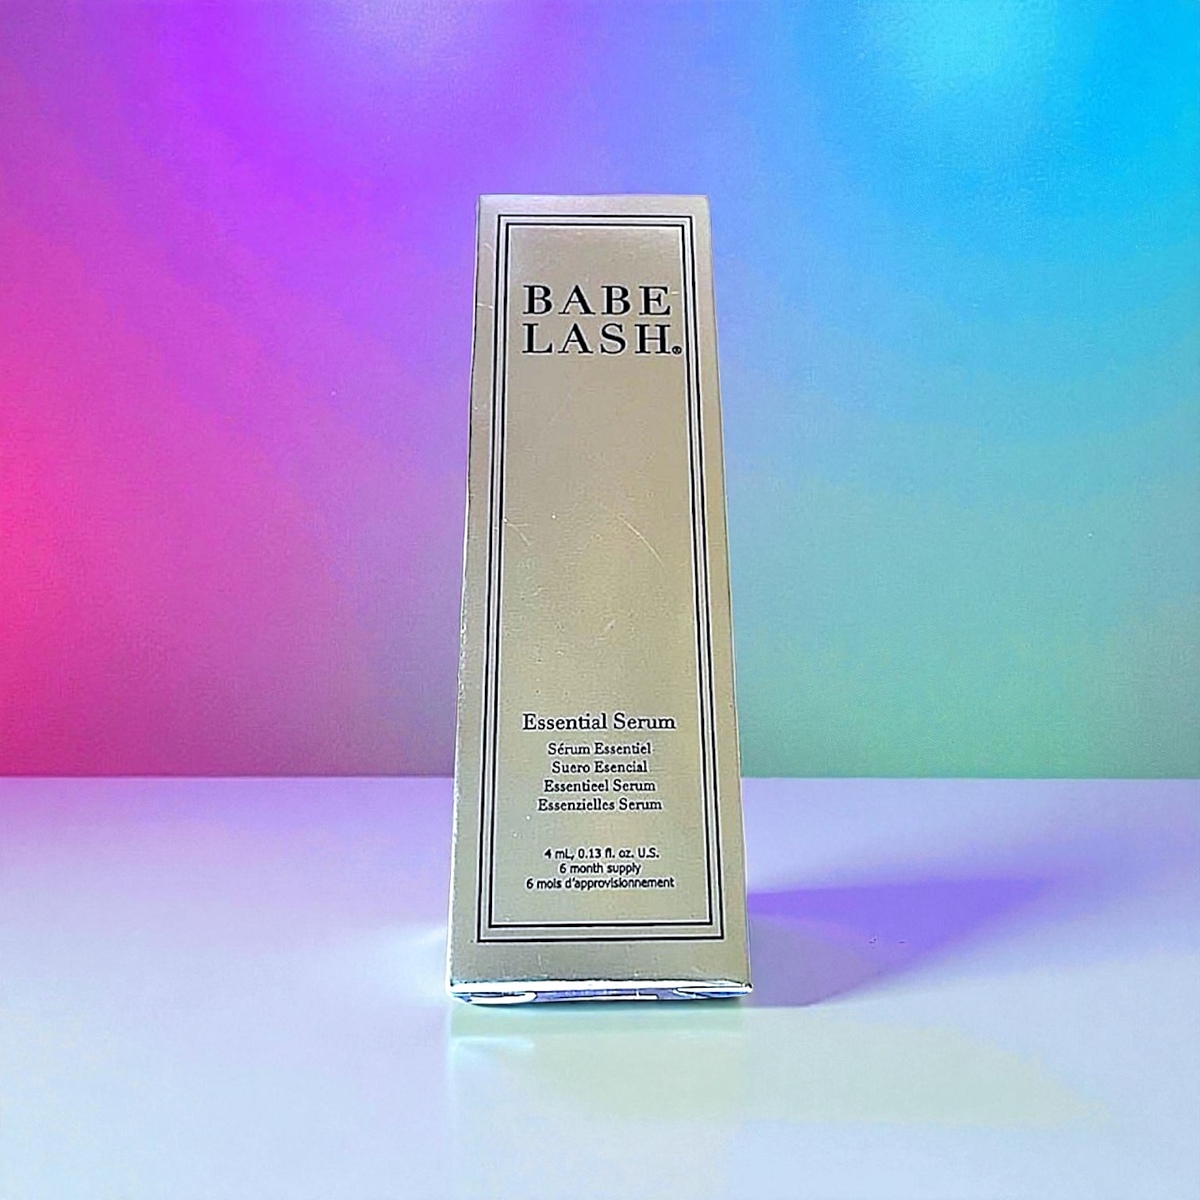 BABE
LASH®
Essential Serum
Sérum Essentiel
Suero Esencial
Essentieel Serum
Essenzielles Serum
4 mL, 0.13 fl. oz. U.S.
6 month supply
6 mois d'approvisionnement